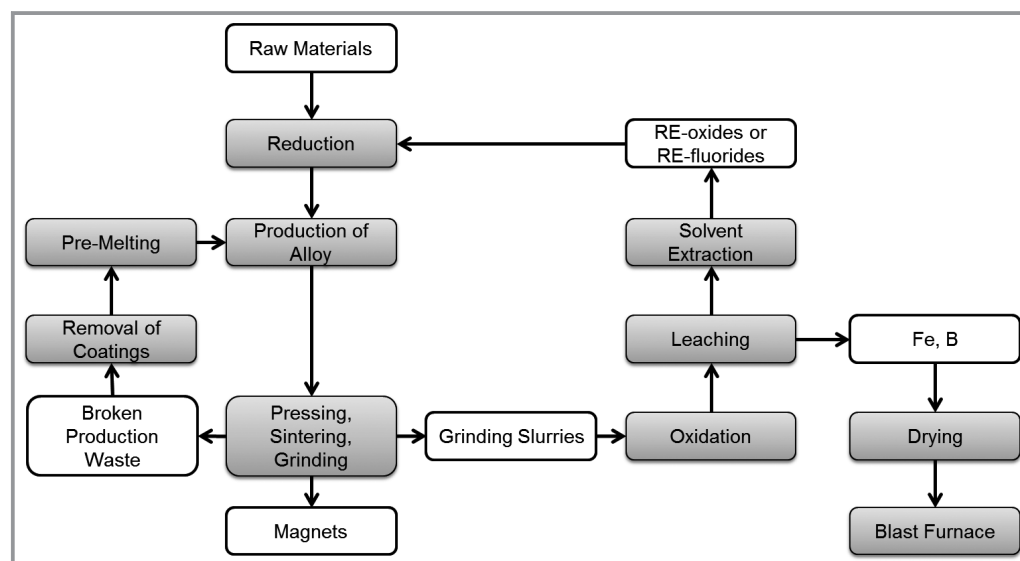 Raw Materials
Reduction
RE-oxides or
RE-fluorides
Pre-Melting
Production of
Alloy
Solvent
Extraction
Removal of
Coatings
Leaching
Fe, B
Broken
Production
Waste
Pressing,
Sintering,
Grinding
Grinding Slurries
Oxidation
Drying
Magnets
Blast Furnace